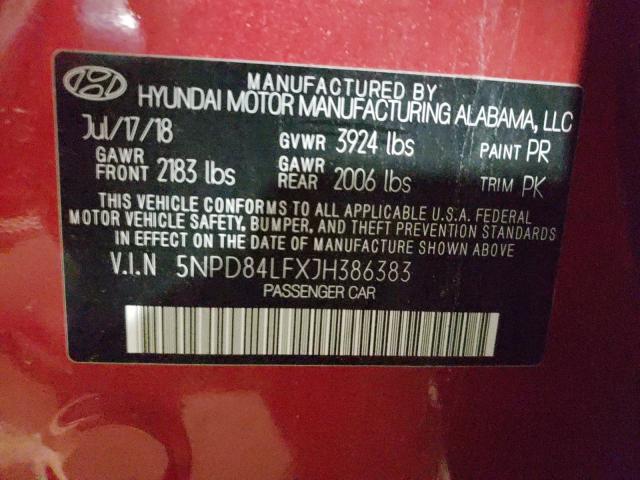 MANUFACTURED BY
HYUNDAI MOTOR MANUFACTURING ALABAMA, LLC
Jul/17/18 GVWR 3924 lbs PAINT PR
GAWR FRONT 2183 lbs GAWR REAR 2006 lbs TRIM PK
THIS VEHICLE CONFORMS TO ALL APPLICABLE U.S.A. FEDERAL
MOTOR VEHICLE SAFETY, BUMPER, AND THEFT PREVENTION STANDARDS
IN EFFECT ON THE DATE OF MANUFACTURE SHOWN ABOVE
V.I.N 5NPD84LFXJH386383
PASSENGER CAR